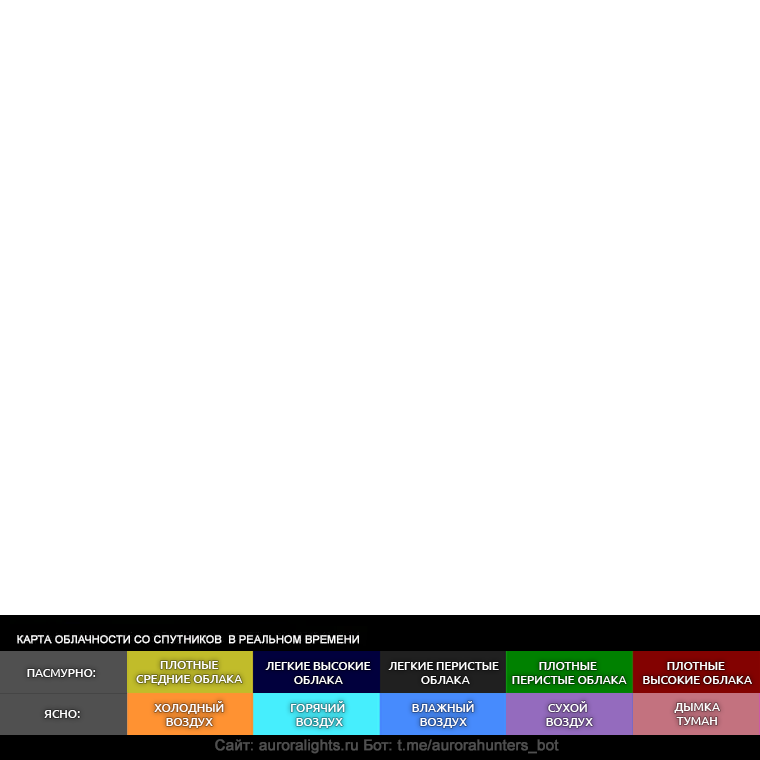 КАРТА ОБЛАЧНОСТИ СО СПУТНИКОВ В РЕАЛЬНОМ ВРЕМЕНИ
ПАСМУРНО:
ПЛОТНЫЕ
СРЕДНИЕ ОБЛАКА
ЛЕГКИЕ ВЫСОКИЕ
ОБЛАКА
ЛЕГКИЕ ПЕРИСТЫЕ
ОБЛАКА
ПЛОТНЫЕ
ПЕРИСТЫЕ ОБЛАКА
ПЛОТНЫЕ
ВЫСОКИЕ ОБЛАКА
ЯСНО:
ХОЛОДНЫЙ
ВОЗДУХ
ГОРЯЧИЙ
ВОЗДУХ
ВЛАЖНЫЙ
ВОЗДУХ
СУХОЙ
ВОЗДУХ
ДЫМКА
ТУМАН
Сайт: auroralights.ru Бот: t.me/aurorahunters_bot